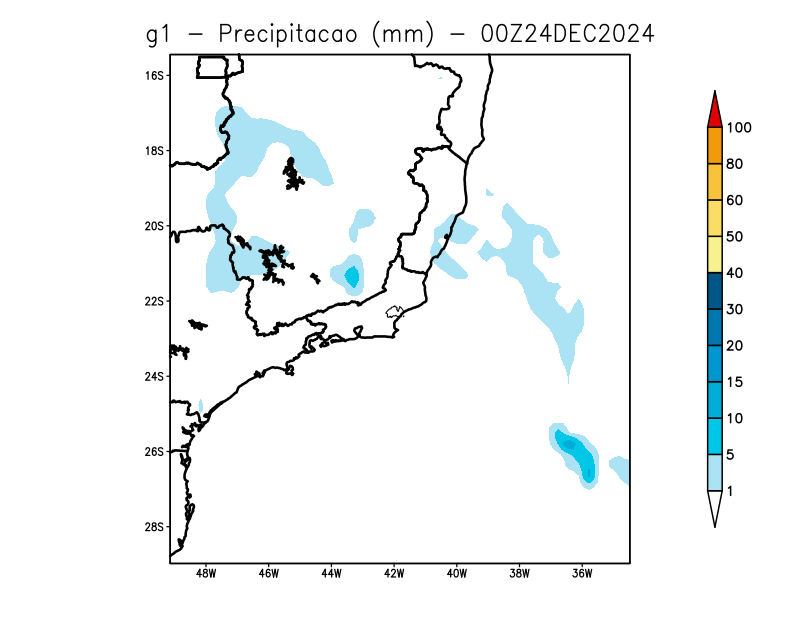 g1 – Precipitacao (mm) – 00Z24DEC2024
16S
18S
20S
22S
24S
26S
28S
48W 46W 44W 42W 40W 38W 36W
100
80
60
50
40
30
20
15
10
5
1